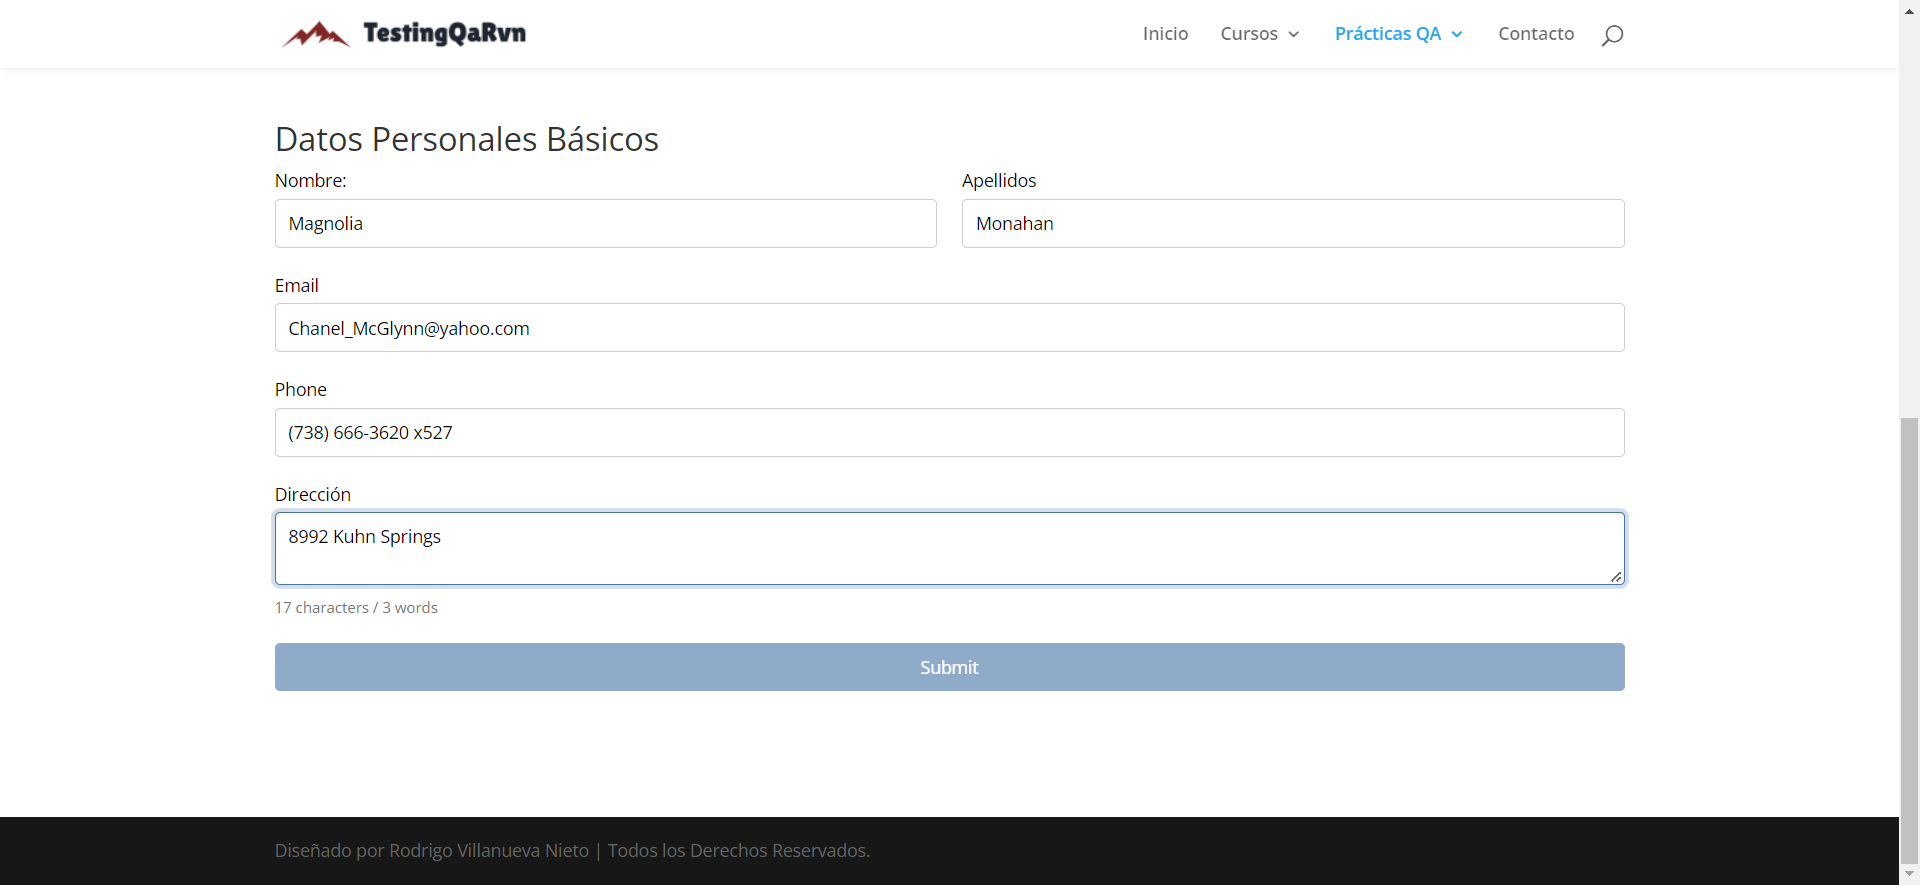 TestingQaRvn
Inicio Cursos Prácticas QA Contacto
Datos Personales Básicos
Nombre: Apellidos
Magnolia Monahan
Email
Chanel_McGlynn@yahoo.com
Phone
(738) 666-3620 x527
Dirección
8992 Kuhn Springs
17 characters / 3 words
Submit
Diseñado por Rodrigo Villanueva Nieto | Todos los Derechos Reservados.